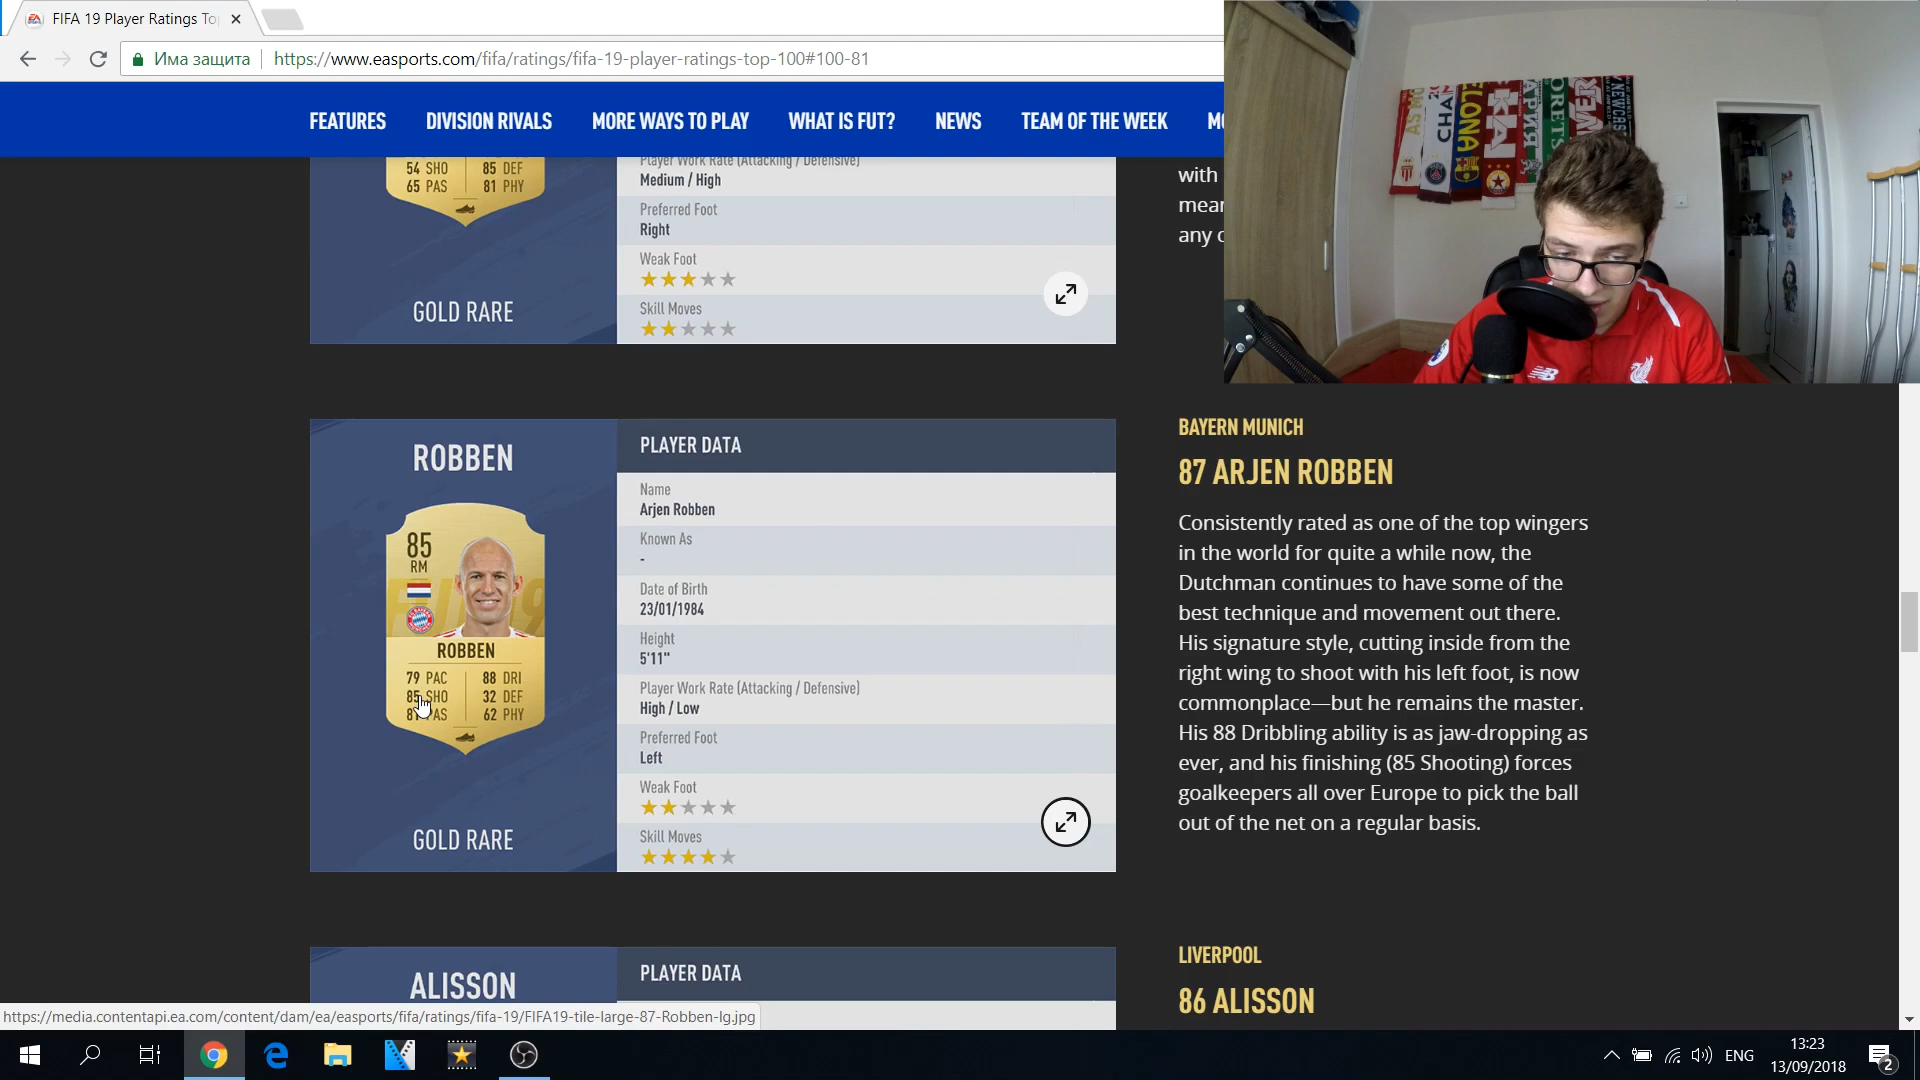 FIFA 19 Player Ratings To
Има защита
https://www.easports.com/fifa/ratings/fifa-19-player-ratings-top-100#100-81
FEATURES
DIVISION RIVALS
MORE WAYS TO PLAY
WHAT IS FUT?
NEWS
TEAM OF THE WEEK
54 SHO
85 DEF
65 PAS
81 PHY
GOLD RARE
Player Work Rate (Attacking / Defensive)
Medium / High
Preferred Foot
Right
Weak Foot
Skill Moves
with
any
ROBBEN
85
RM
ROBBEN
79 PAC
88 DRI
85 SHO
32 DEF
81 PAS
62 PHY
GOLD RARE
PLAYER DATA
Name
Arjen Robben
Known As
-
Date of Birth
23/01/1984
Height
5'11"
Player Work Rate (Attacking / Defensive)
High / Low
Preferred Foot
Left
Weak Foot
Skill Moves
BAYERN MUNICH
87 ARJEN ROBBEN
Consistently rated as one of the top wingers
in the world for quite a while now, the
Dutchman continues to have some of the
best technique and movement out there.
His signature style, cutting inside from the
right wing to shoot with his left foot, is now
commonplace—but he remains the master.
His 88 Dribbling ability is as jaw-dropping as
ever, and his finishing (85 Shooting) forces
goalkeepers all over Europe to pick the ball
out of the net on a regular basis.
ALISSON
PLAYER DATA
LIVERPOOL
86 ALISSON
https://media.contentapi.ea.com/content/dam/ea/easports/fifa/ratings/fifa-19/FIFA19-tile-large-87-Robben-lg.jpg
ENG
13:23
13/09/2018
2